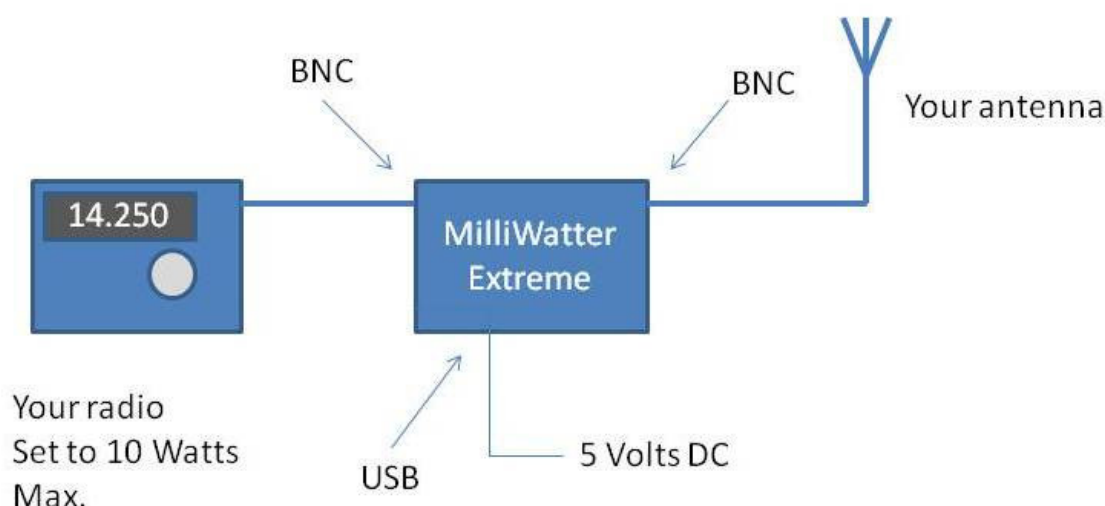 BNC
BNC
Your antenna
14.250
MilliWatter
Extreme
Your radio
Set to 10 Watts
Max.
USB
5 Volts DC